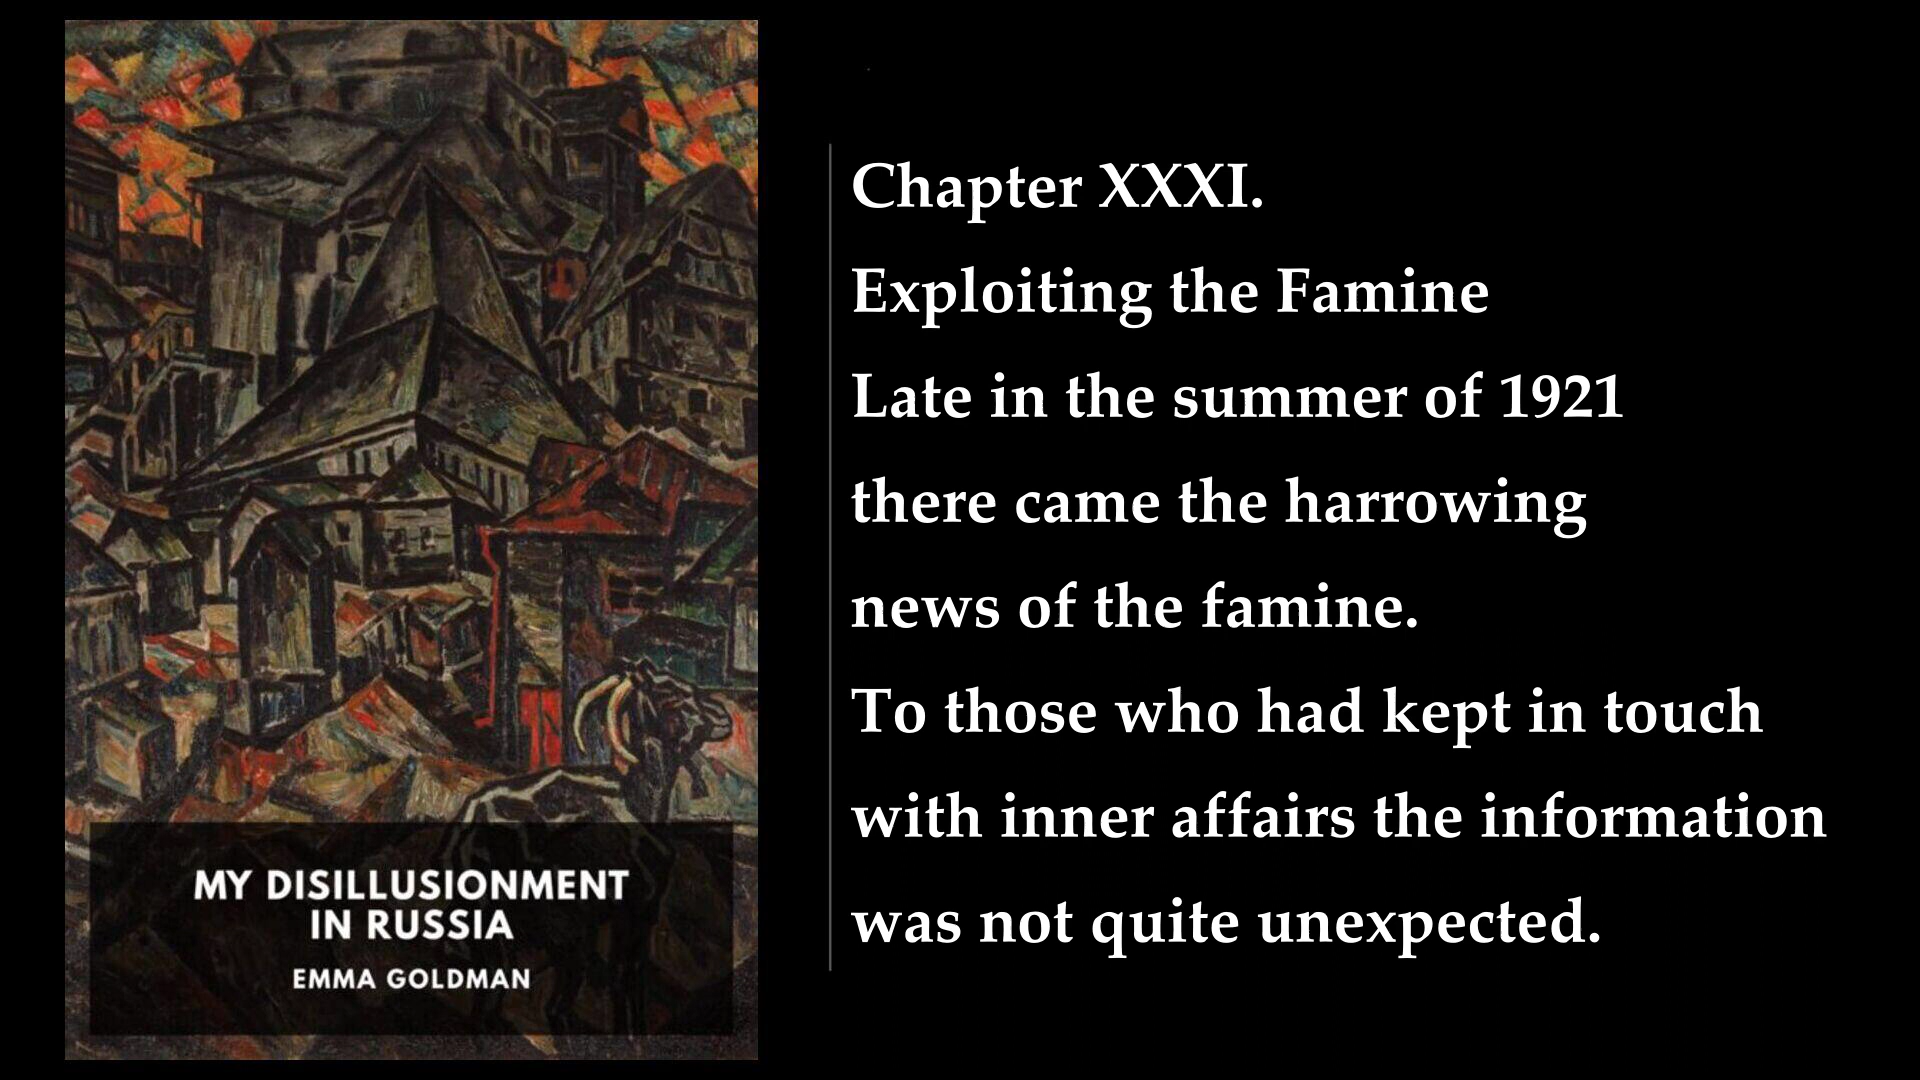 MY DISILLUSIONMENT
IN RUSSIA
EMMA GOLDMAN
Chapter XXXI.
Exploiting the Famine
Late in the summer of 1921
there came the harrowing
news of the famine.
To those who had kept in touch
with inner affairs the information
was not quite unexpected.